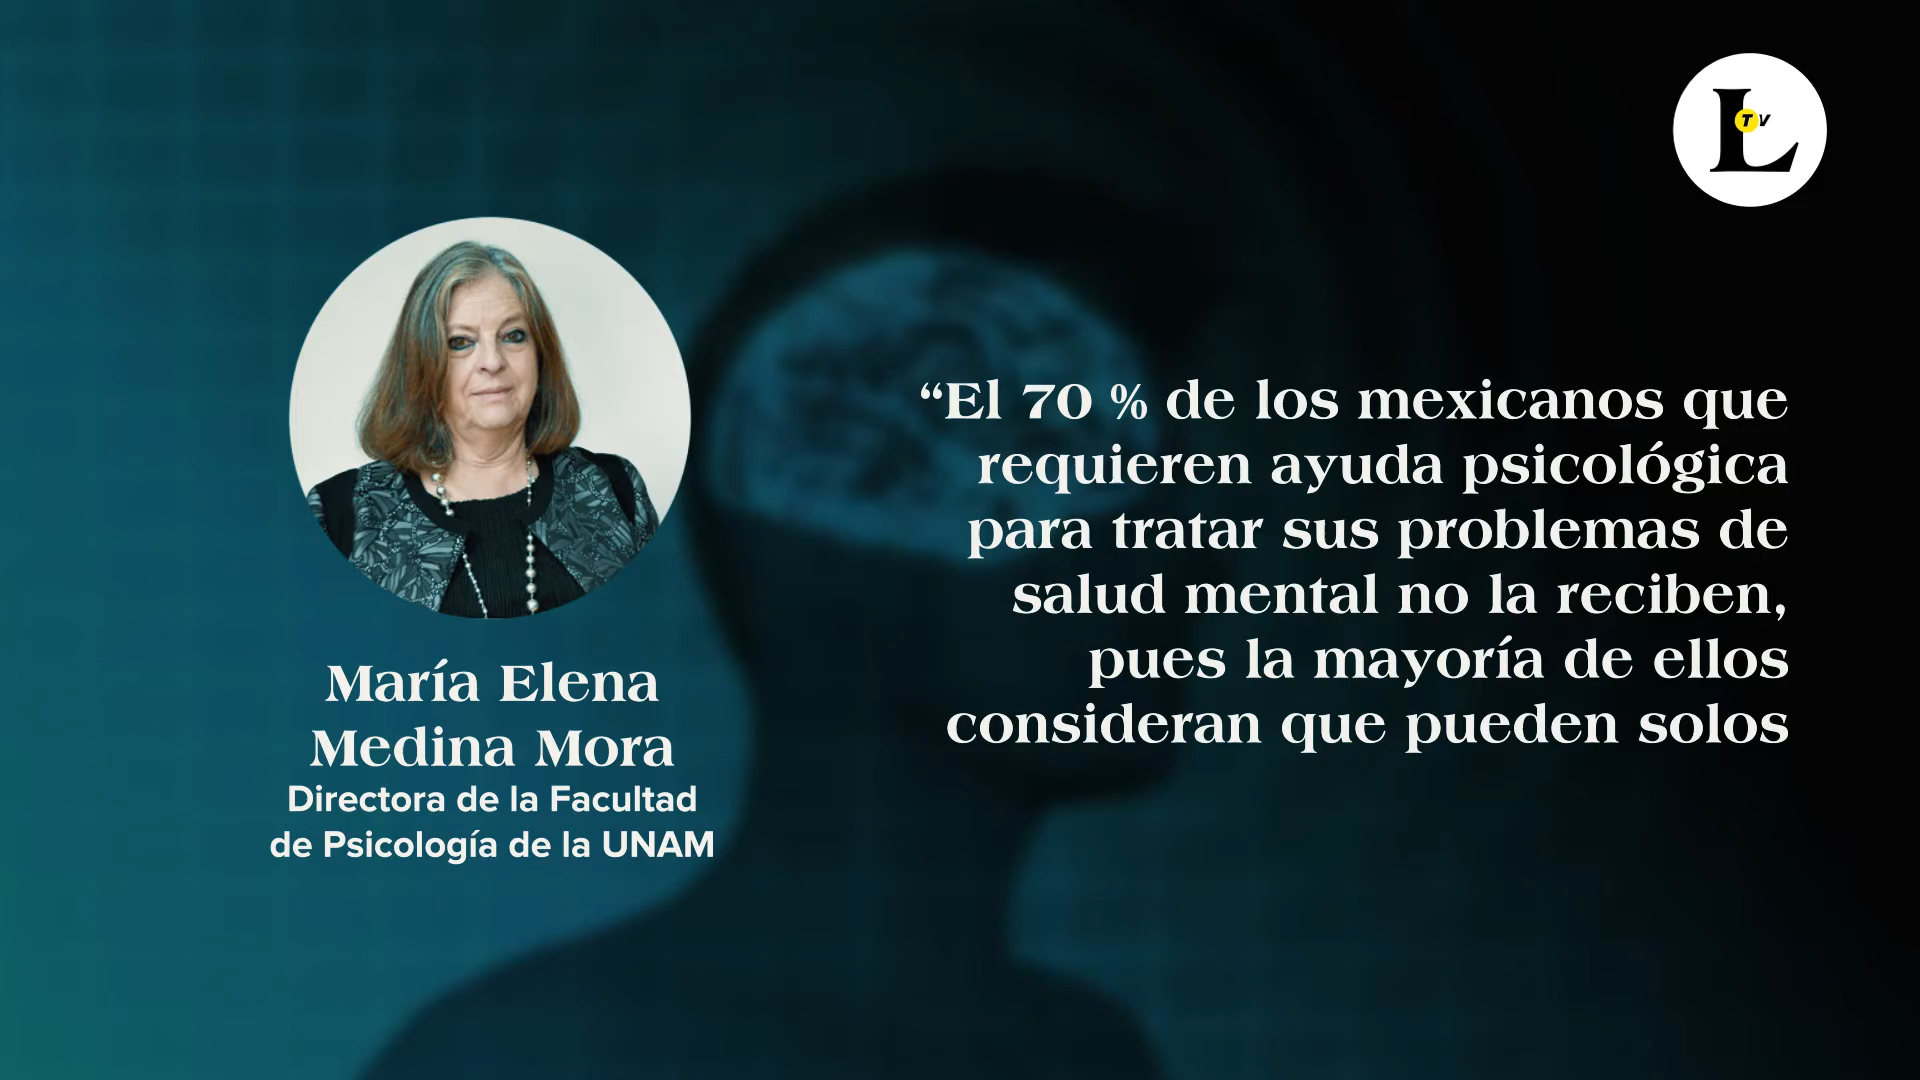 L
TV
María Elena
Medina Mora
Directora de la Facultad
de Psicología de la UNAM
“El 70 % de los mexicanos que
requieren ayuda psicológica
para tratar sus problemas de
salud mental no la reciben,
pues la mayoría de ellos
consideran que pueden solos